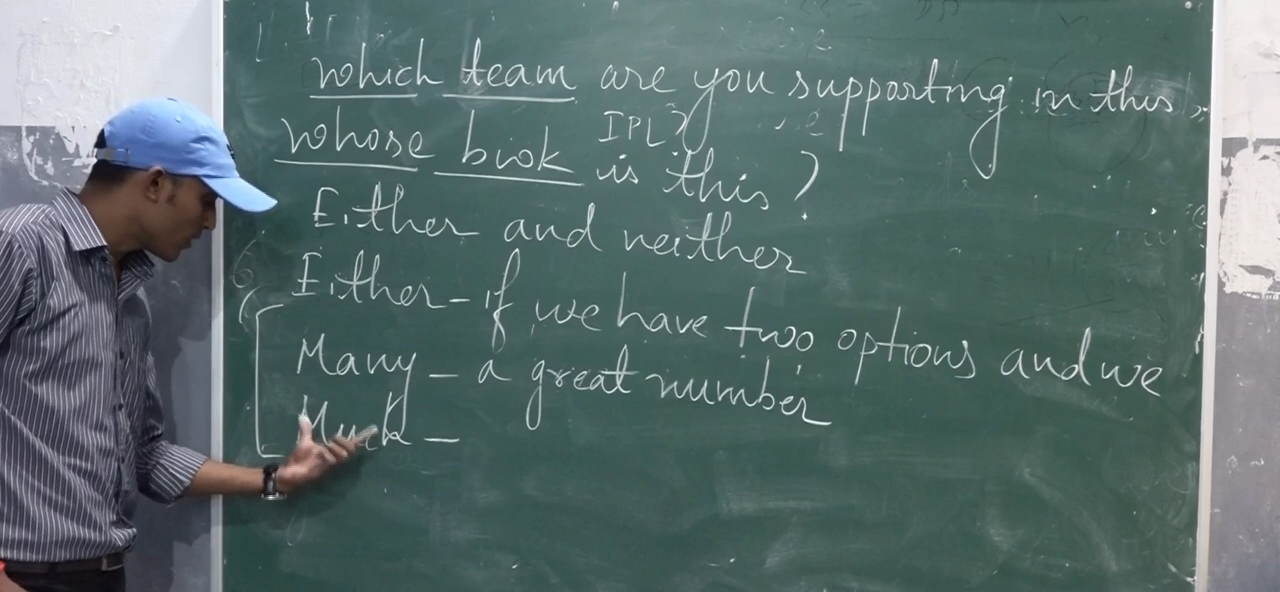 which team are you supporting in this
IPL?
whose book is this?
Either and neither
Either - if we have two options and we
Many - a great number
Much -